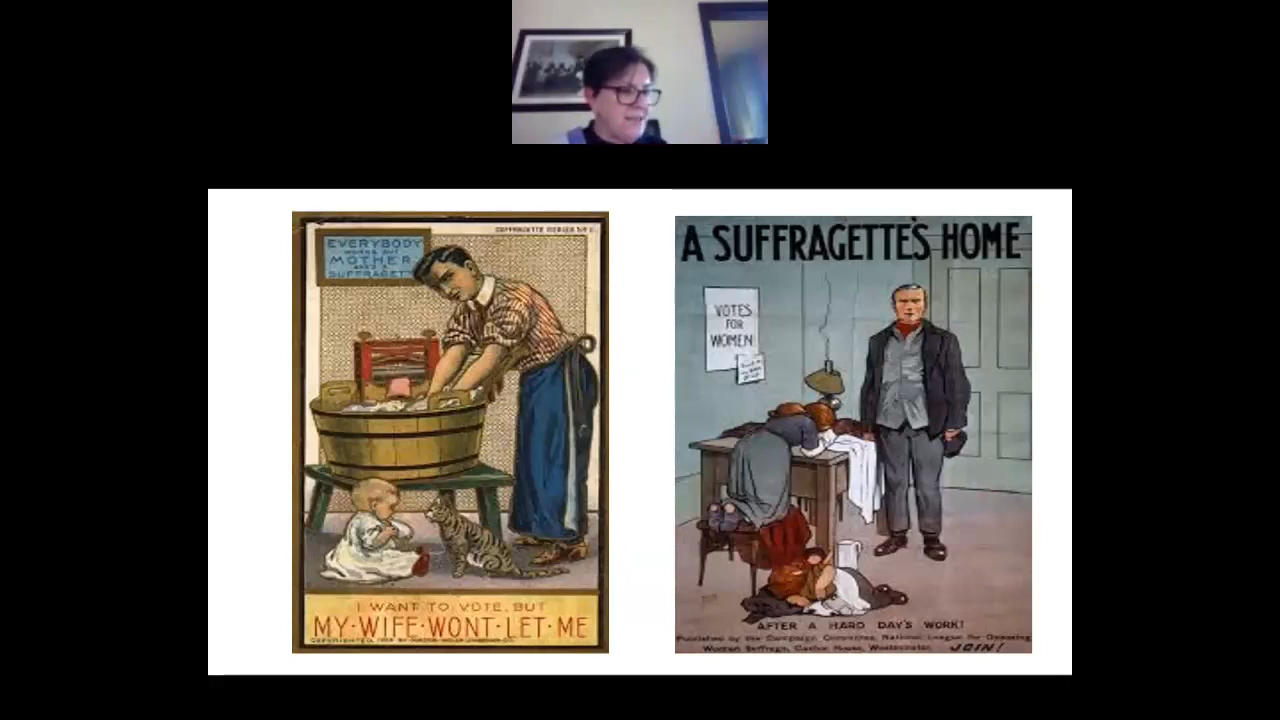 SUFFRAGETTE SERIES Nº
EVERYBODY
WORKS BUT
MOTHER
SHE'S A
SUFFRAGETT
I WANT TO VOTE, BUT
MY·WIFE·WONT·LET·ME
A SUFFRAGETTE'S HOME
VOTES
FOR
WOMEN
AFTER A HARD DAY'S WORK!
Published by the Campaign Committee, National League for Opposing
Woman Suffrage, Caxton House, Westminster. JOIN!